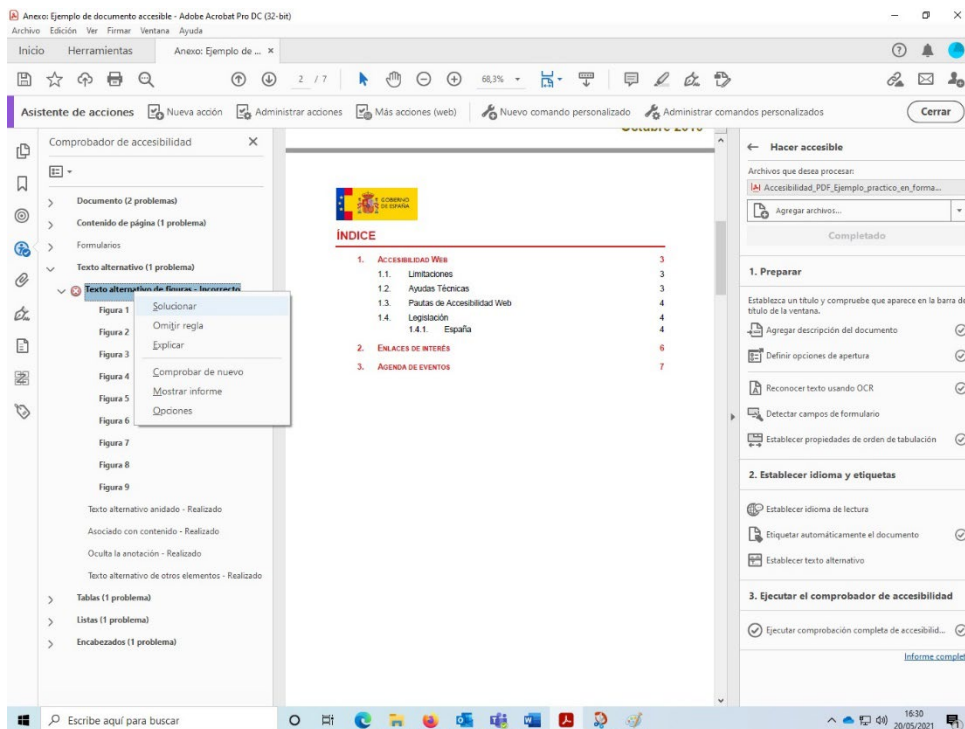 Anexo: Ejemplo de documento accesible - Adobe Acrobat Pro DC (32-bit)
Archivo Edición Ver Firmar Ventana Ayuda
Inicio Herramientas Anexo: Ejemplo de ... ×
2 / 7 68,3%
Asistente de acciones Nueva acción Administrar acciones Más acciones (web) Nuevo comando personalizado Administrar comandos personalizados Cerrar
Comprobador de accesibilidad
Documento (2 problemas)
Contenido de página (1 problema)
Formularios
Texto alternativo (1 problema)
Texto alternativo de figuras - Incorrecto
Figura 1
Figura 2
Figura 3
Figura 4
Figura 5
Figura 6
Figura 7
Figura 8
Figura 9
Texto alternativo anidado - Realizado
Asociado con contenido - Realizado
Oculta la anotación - Realizado
Texto alternativo de otros elementos - Realizado
Tablas (1 problema)
Listas (1 problema)
Encabezados (1 problema)
Solucionar
Omitir regla
Explicar
Comprobar de nuevo
Mostrar informe
Opciones
GOBIERNO
DE ESPAÑA
ÍNDICE
1. ACCESIBILIDAD WEB 3
1.1. Limitaciones 3
1.2. Ayudas Técnicas 3
1.3. Pautas de Accesibilidad Web 4
1.4. Legislación 4
1.4.1. España 4
2. ENLACES DE INTERÉS 6
3. AGENDA DE EVENTOS 7
Hacer accesible
Archivos que desea procesar:
Accesibilidad_PDF_Ejemplo_practico_en_forma...
Agregar archivos...
Completado
1. Preparar
Establezca un título y compruebe que aparece en la barra de
título de la ventana.
Agregar descripción del documento
Definir opciones de apertura
Reconocer texto usando OCR
Detectar campos de formulario
Establecer propiedades de orden de tabulación
2. Establecer idioma y etiquetas
Establecer idioma de lectura
Etiquetar automáticamente el documento
Establecer texto alternativo
3. Ejecutar el comprobador de accesibilidad
Ejecutar comprobación completa de accesibilid...
Informe complet
Escribe aquí para buscar
16:30
20/05/2021